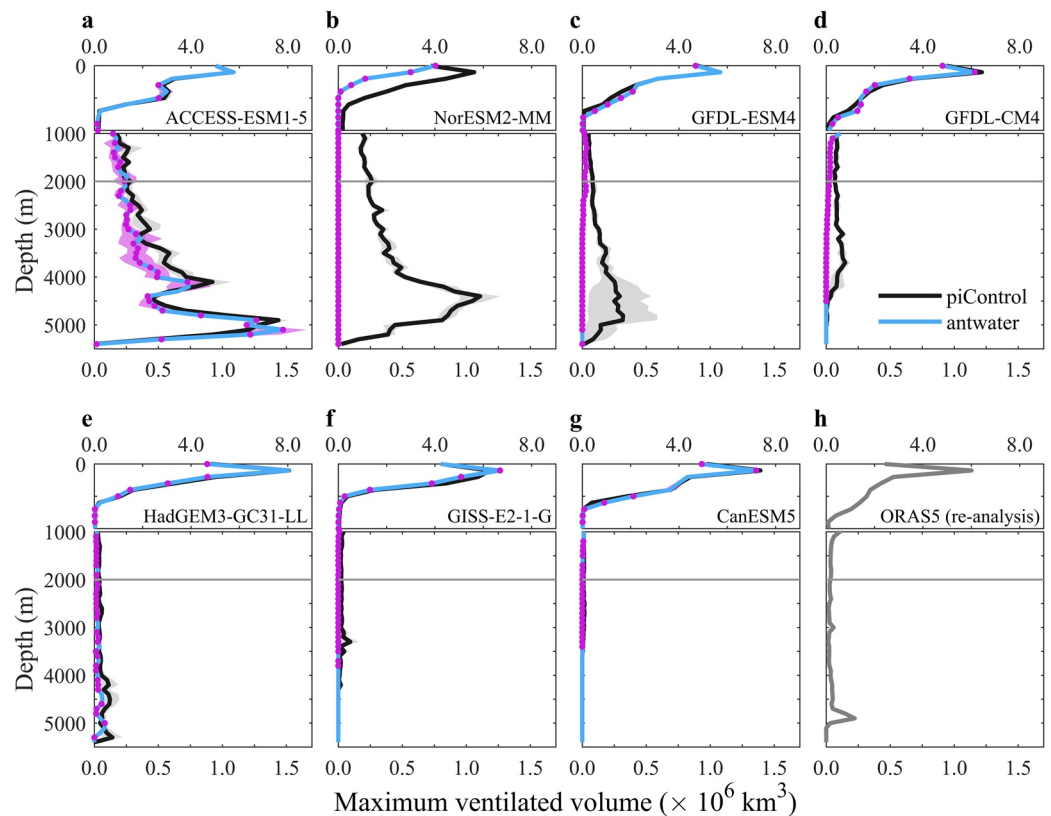 a b c d
0.0 4.0 8.0 0.0 4.0 8.0 0.0 4.0 8.0 0.0 4.0 8.0
0
ACCESS-ESM1-5 NorESM2-MM GFDL-ESM4 GFDL-CM4
1000
2000
3000
4000
5000
Depth (m)
piControl
antwater
0.0 0.5 1.0 1.5 0.0 0.5 1.0 1.5 0.0 0.5 1.0 1.5 0.0 0.5 1.0 1.5
e f g h
0.0 4.0 8.0 0.0 4.0 8.0 0.0 4.0 8.0 0.0 4.0 8.0
0
HadGEM3-GC31-LL GISS-E2-1-G CanESM5 ORAS5 (re-analysis)
1000
2000
3000
4000
5000
Depth (m)
0.0 0.5 1.0 1.5 0.0 0.5 1.0 1.5 0.0 0.5 1.0 1.5 0.0 0.5 1.0 1.5
Maximum ventilated volume (× 10⁶ km³)